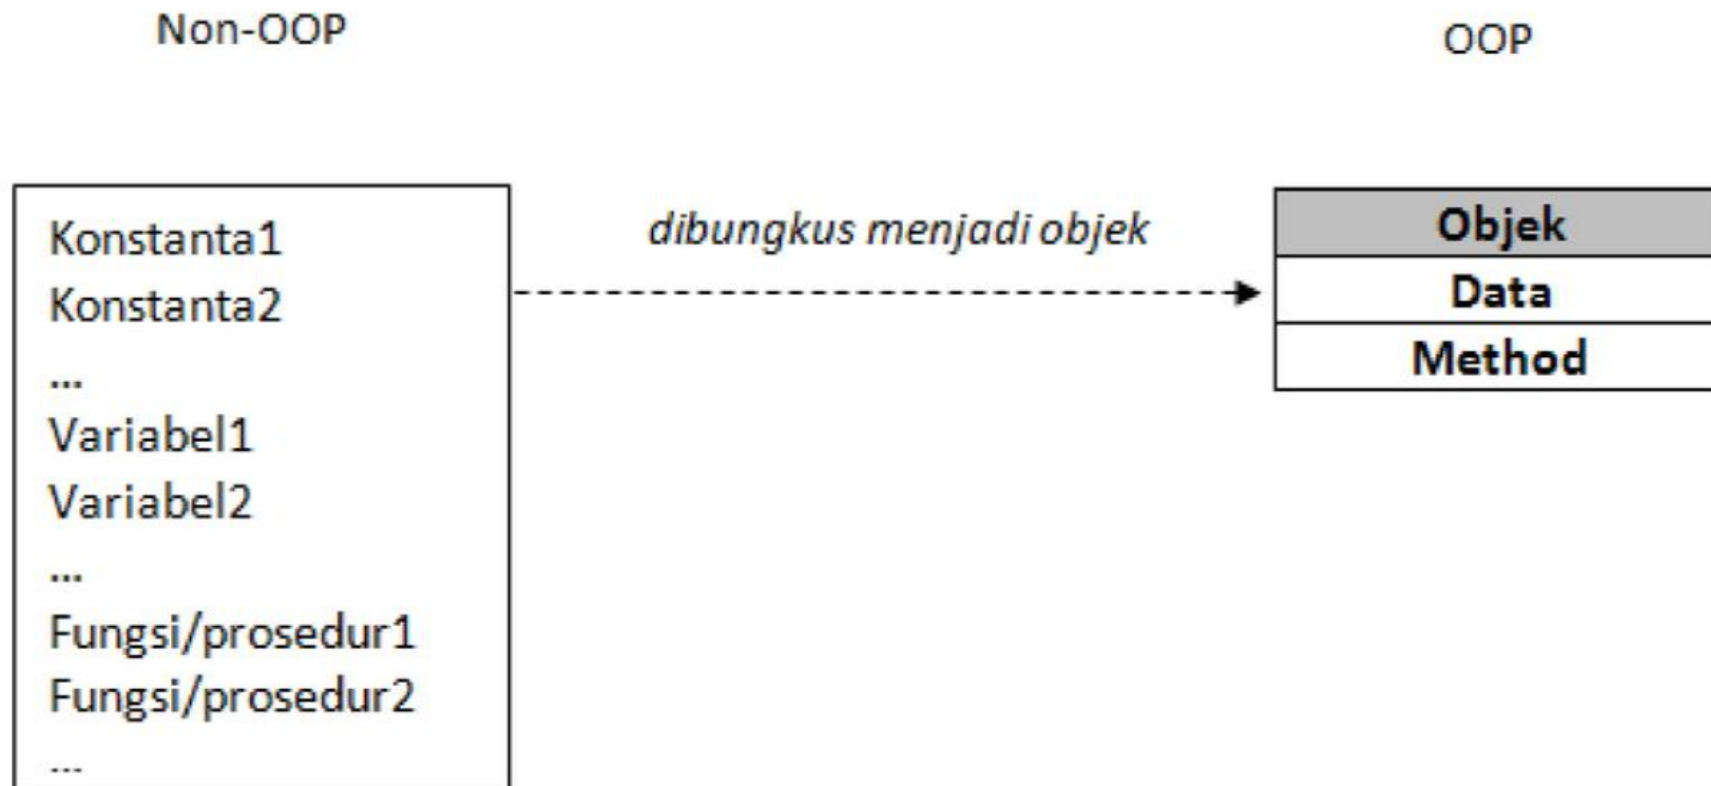 Non-OOP
OOP
Konstanta1
Konstanta2
...
Variabel1
Variabel2
...
Fungsi/prosedur1
Fungsi/prosedur2
...
dibungkus menjadi objek
Objek
Data
Method